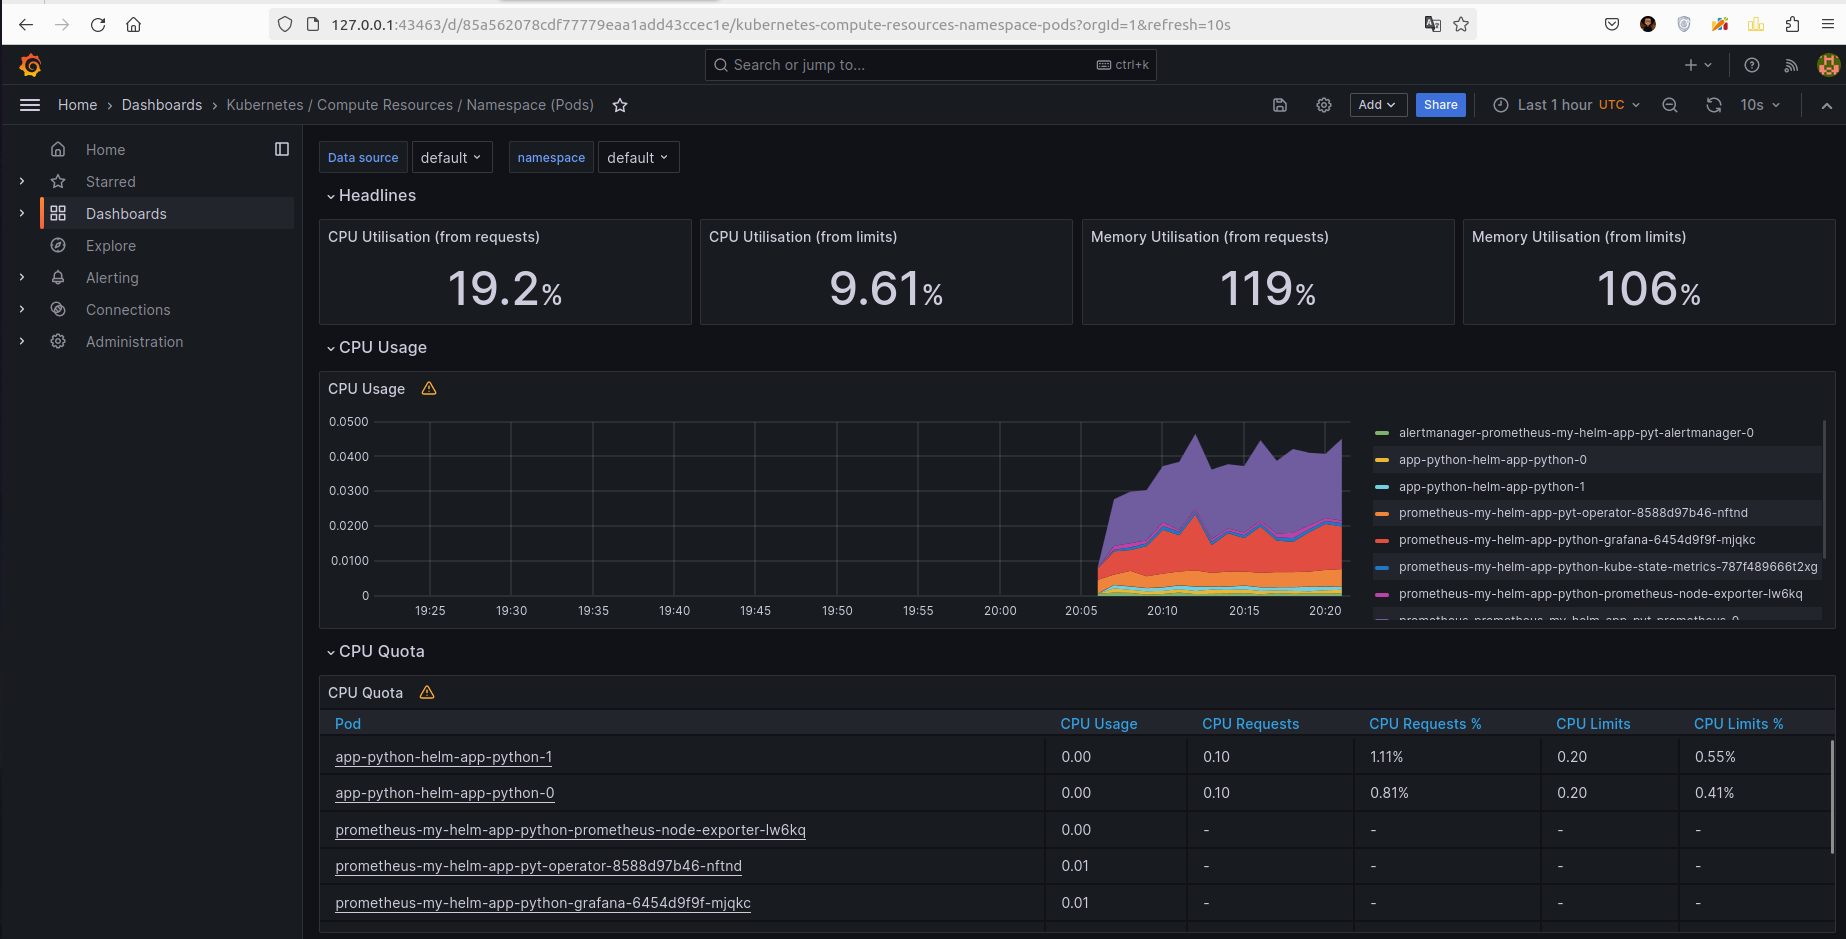 127.0.0.1:43463/d/85a562078cdf77779eaa1add43ccec1e/kubernetes-compute-resources-namespace-pods?orgId=1&refresh=10s
Search or jump to...
ctrl+k
Home › Dashboards › Kubernetes / Compute Resources / Namespace (Pods)
Add
Share
Last 1 hour UTC
10s
Home
Starred
Dashboards
Explore
Alerting
Connections
Administration
Data source
default
namespace
default
Headlines
CPU Utilisation (from requests)
19.2%
CPU Utilisation (from limits)
9.61%
Memory Utilisation (from requests)
119%
Memory Utilisation (from limits)
106%
CPU Usage
CPU Usage
0.0500
0.0400
0.0300
0.0200
0.0100
0
19:25 19:30 19:35 19:40 19:45 19:50 19:55 20:00 20:05 20:10 20:15 20:20
alertmanager-prometheus-my-helm-app-pyt-alertmanager-0
app-python-helm-app-python-0
app-python-helm-app-python-1
prometheus-my-helm-app-pyt-operator-8588d97b46-nftnd
prometheus-my-helm-app-python-grafana-6454d9f9f-mjqkc
prometheus-my-helm-app-python-kube-state-metrics-787f489666t2xg
prometheus-my-helm-app-python-prometheus-node-exporter-lw6kq
prometheus-prometheus-my-helm-app-pyt-prometheus-0
CPU Quota
CPU Quota
Pod CPU Usage CPU Requests CPU Requests % CPU Limits CPU Limits %
app-python-helm-app-python-1 0.00 0.10 1.11% 0.20 0.55%
app-python-helm-app-python-0 0.00 0.10 0.81% 0.20 0.41%
prometheus-my-helm-app-python-prometheus-node-exporter-lw6kq 0.00 - - - -
prometheus-my-helm-app-pyt-operator-8588d97b46-nftnd 0.01 - - - -
prometheus-my-helm-app-python-grafana-6454d9f9f-mjqkc 0.01 - - - -